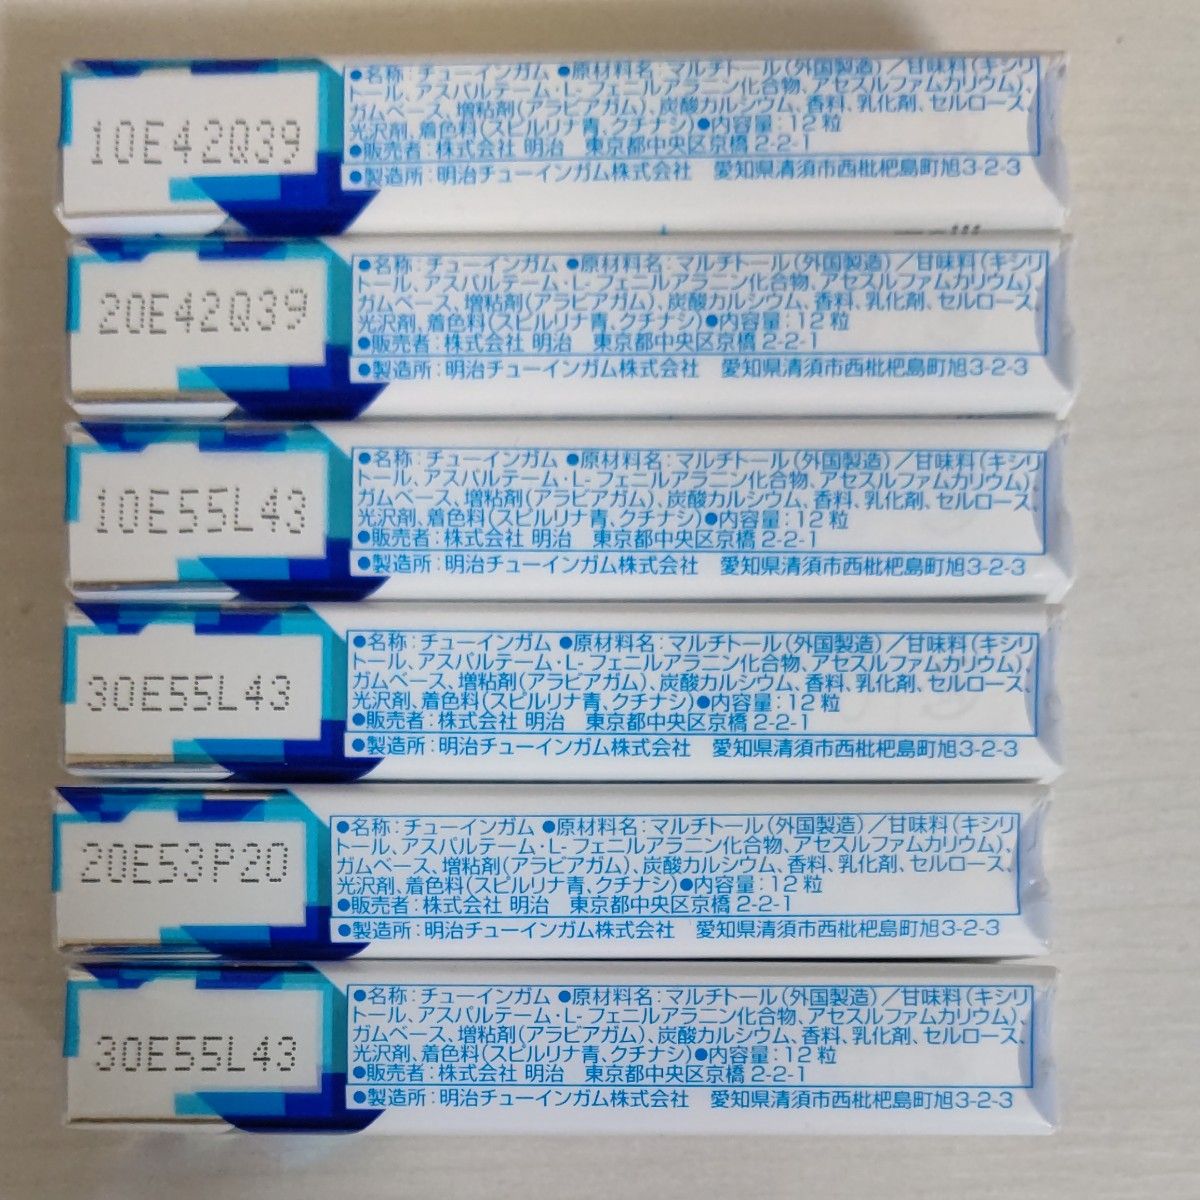 10E42Q39
●名称：チューインガム ●原材料名：マルチトール（外国製造）／甘味料（キシリ
トール、アスパルテーム・L-フェニルアラニン化合物、アセスルファムカリウム）、
ガムベース、増粘剤（アラビアガム）、炭酸カルシウム、香料、乳化剤、セルロース、
光沢剤、着色料（スピルリナ青、クチナシ）●内容量：12粒
●販売者：株式会社 明治　東京都中央区京橋 2-2-1
●製造所：明治チューインガム株式会社　愛知県清須市西枇杷島町旭3-2-3
20E42Q39
●名称：チューインガム ●原材料名：マルチトール（外国製造）／甘味料（キシリ
トール、アスパルテーム・L-フェニルアラニン化合物、アセスルファムカリウム）、
ガムベース、増粘剤（アラビアガム）、炭酸カルシウム、香料、乳化剤、セルロース、
光沢剤、着色料（スピルリナ青、クチナシ）●内容量：12粒
●販売者：株式会社 明治　東京都中央区京橋 2-2-1
●製造所：明治チューインガム株式会社　愛知県清須市西枇杷島町旭3-2-3
10E55L43
●名称：チューインガム ●原材料名：マルチトール（外国製造）／甘味料（キシリ
トール、アスパルテーム・L-フェニルアラニン化合物、アセスルファムカリウム）、
ガムベース、増粘剤（アラビアガム）、炭酸カルシウム、香料、乳化剤、セルロース、
光沢剤、着色料（スピルリナ青、クチナシ）●内容量：12粒
●販売者：株式会社 明治　東京都中央区京橋 2-2-1
●製造所：明治チューインガム株式会社　愛知県清須市西枇杷島町旭3-2-3
30E55L43
●名称：チューインガム ●原材料名：マルチトール（外国製造）／甘味料（キシリ
トール、アスパルテーム・L-フェニルアラニン化合物、アセスルファムカリウム）、
ガムベース、増粘剤（アラビアガム）、炭酸カルシウム、香料、乳化剤、セルロース、
光沢剤、着色料（スピルリナ青、クチナシ）●内容量：12粒
●販売者：株式会社 明治　東京都中央区京橋 2-2-1
●製造所：明治チューインガム株式会社　愛知県清須市西枇杷島町旭3-2-3
20E53P20
●名称：チューインガム ●原材料名：マルチトール（外国製造）／甘味料（キシリ
トール、アスパルテーム・L-フェニルアラニン化合物、アセスルファムカリウム）、
ガムベース、増粘剤（アラビアガム）、炭酸カルシウム、香料、乳化剤、セルロース、
光沢剤、着色料（スピルリナ青、クチナシ）●内容量：12粒
●販売者：株式会社 明治　東京都中央区京橋 2-2-1
●製造所：明治チューインガム株式会社　愛知県清須市西枇杷島町旭3-2-3
30E55L43
●名称：チューインガム ●原材料名：マルチトール（外国製造）／甘味料（キシリ
トール、アスパルテーム・L-フェニルアラニン化合物、アセスルファムカリウム）、
ガムベース、増粘剤（アラビアガム）、炭酸カルシウム、香料、乳化剤、セルロース、
光沢剤、着色料（スピルリナ青、クチナシ）●内容量：12粒
●販売者：株式会社 明治　東京都中央区京橋 2-2-1
●製造所：明治チューインガム株式会社　愛知県清須市西枇杷島町旭3-2-3